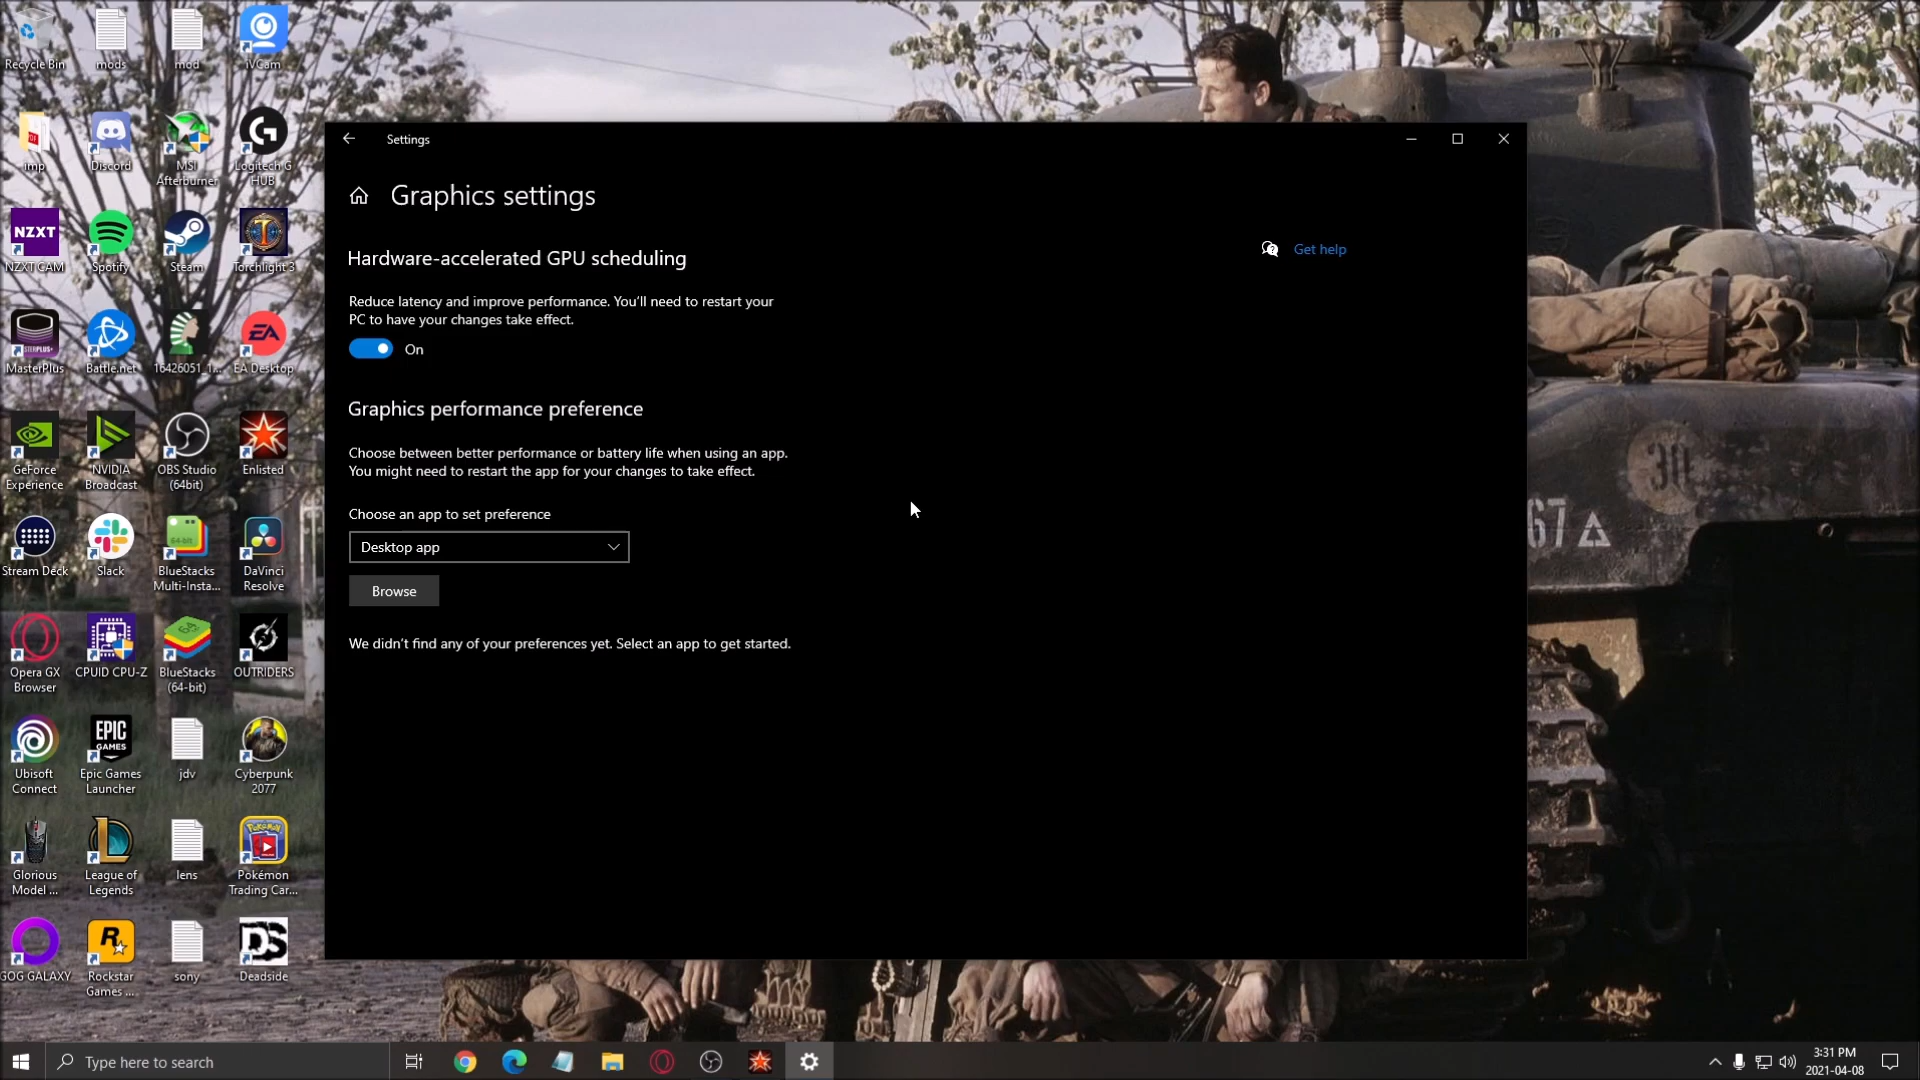 Recycle Bin
mods
mod
iVCam
imp
Discord
MSI
Afterburner
Logitech G
HUB
NZXT
NZXT CAM
Spotify
Steam
Torchlight 3
MasterPlus
Battle.net
16426051_1...
EA
EA Desktop
GeForce
Experience
NVIDIA
Broadcast
OBS Studio
(64bit)
Enlisted
Stream Deck
Slack
64-bit
BlueStacks
Multi-Insta...
DaVinci
Resolve
Opera GX
Browser
CPUID CPU-Z
BlueStacks
(64-bit)
OUTRIDERS
Ubisoft
Connect
EPIC
GAMES
Epic Games
Launcher
jdv
Cyberpunk
2077
Glorious
Model ...
League of
Legends
lens
Pokémon
Trading Car...
GOG GALAXY
Rockstar
Games ...
sony
DS
Deadside
Settings
Graphics settings
Hardware-accelerated GPU scheduling
Reduce latency and improve performance. You'll need to restart your
PC to have your changes take effect.
On
Graphics performance preference
Choose between better performance or battery life when using an app.
You might need to restart the app for your changes to take effect.
Choose an app to set preference
Desktop app
Browse
We didn't find any of your preferences yet. Select an app to get started.
Get help
30
67
Type here to search
3:31 PM
2021-04-08